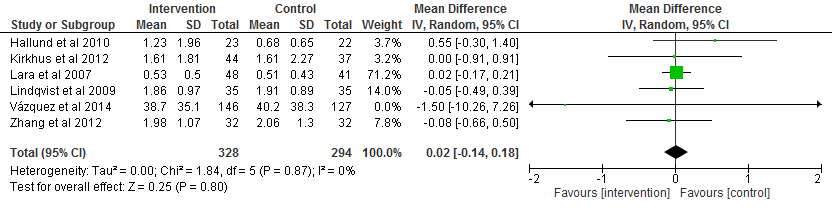 Intervention Control Mean Difference Mean Difference
Study or Subgroup Mean SD Total Mean SD Total Weight IV, Random, 95% CI IV, Random, 95% CI
Hallund et al 2010 1.23 1.96 23 0.68 0.65 22 3.7% 0.55 [-0.30, 1.40]
Kirkhus et al 2012 1.61 1.81 44 1.61 2.27 37 3.2% 0.00 [-0.91, 0.91]
Lara et al 2007 0.53 0.5 48 0.51 0.43 41 71.2% 0.02 [-0.17, 0.21]
Lindqvist et al 2009 1.86 0.97 35 1.91 0.89 35 14.2% -0.05 [-0.49, 0.39]
Vázquez et al 2014 38.7 35.1 146 40.2 38.3 127 0.0% -1.50 [-10.26, 7.26]
Zhang et al 2012 1.98 1.07 32 2.06 1.3 32 7.8% -0.08 [-0.66, 0.50]
Total (95% CI) 328 294 100.0% 0.02 [-0.14, 0.18]
Heterogeneity: Tau² = 0.00; Chi² = 1.84, df = 5 (P = 0.87); I² = 0%
Test for overall effect: Z = 0.25 (P = 0.80)
-2 -1 0 1 2
Favours [intervention] Favours [control]